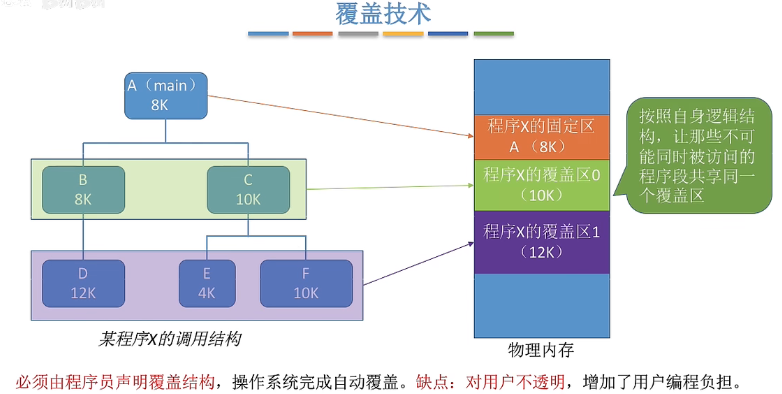 覆盖技术
A（main）
8K
B
8K
C
10K
D
12K
E
4K
F
10K
某程序X的调用结构
程序X的固定区
A （8K）
程序X的覆盖区0
（10K）
程序X的覆盖区1
（12K）
物理内存
按照自身逻辑结
构，让那些不可
能同时被访问的
程序段共享同一
个覆盖区
必须由程序员声明覆盖结构，操作系统完成自动覆盖。缺点：对用户不透明，增加了用户编程负担。